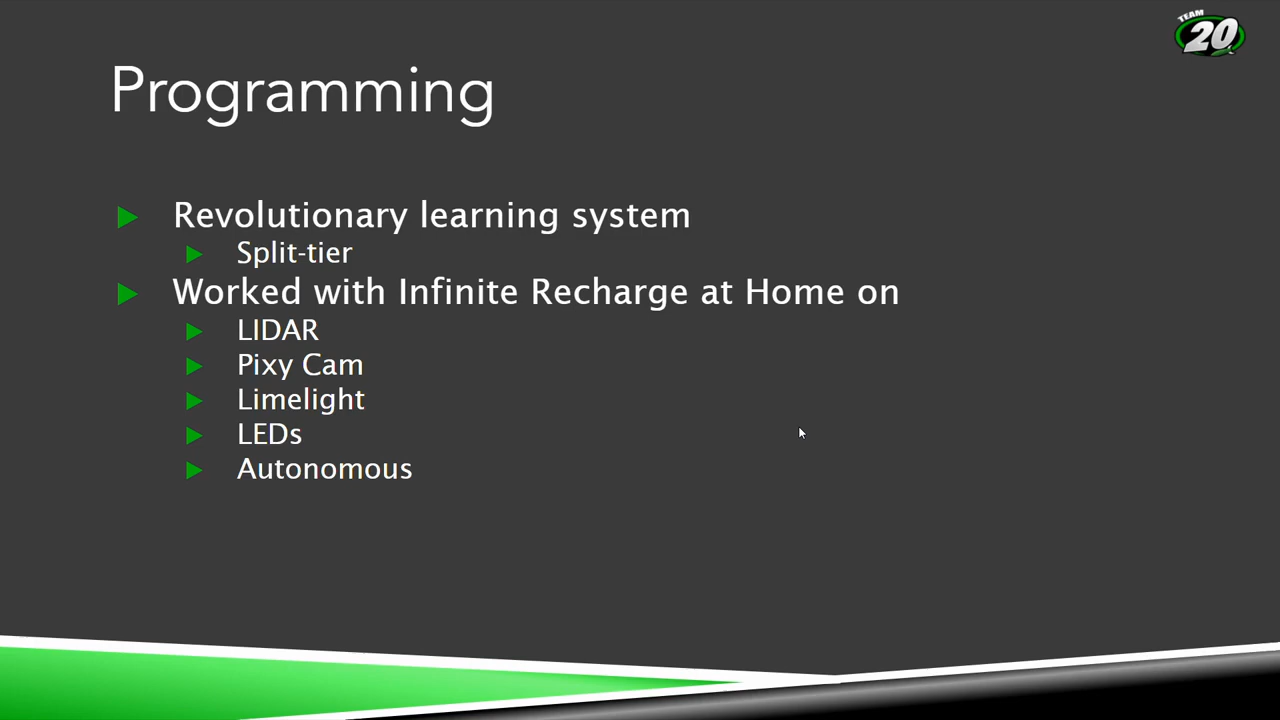 TEAM
20
Programming
Revolutionary learning system
Split-tier
Worked with Infinite Recharge at Home on
LIDAR
Pixy Cam
Limelight
LEDs
Autonomous